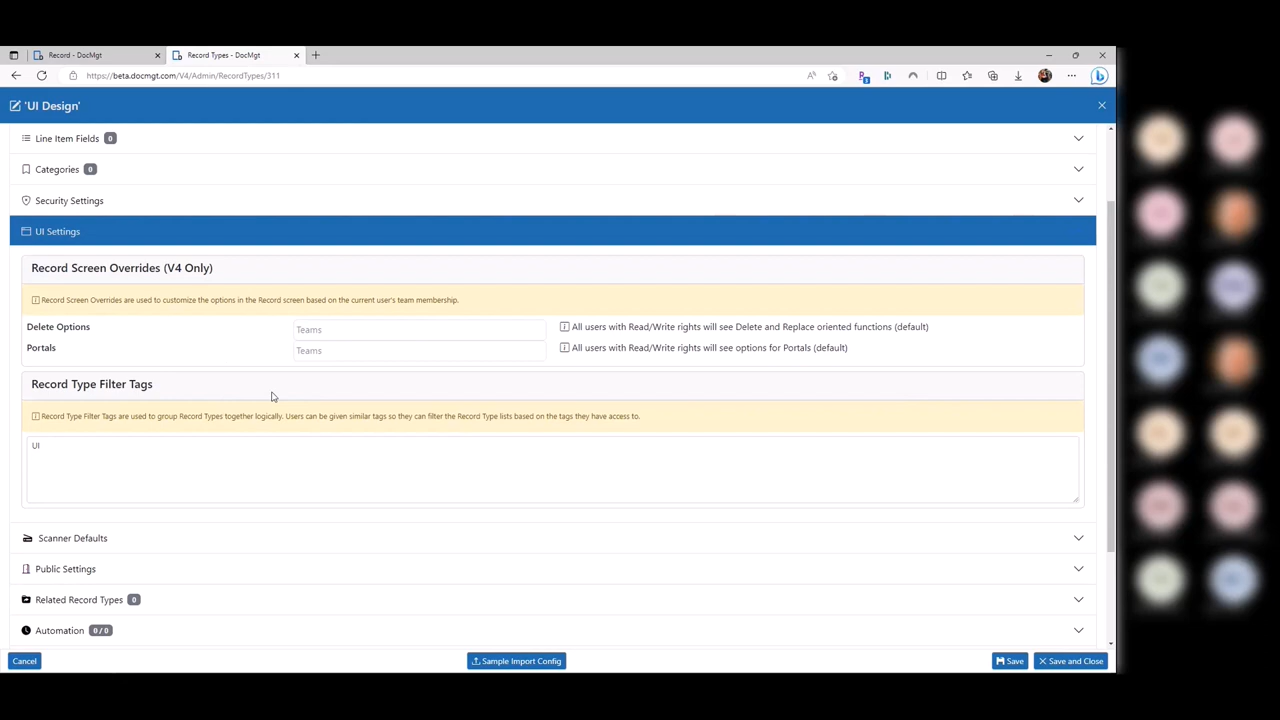 Record - DocMgt
Record Types - DocMgt
https://beta.docmgt.com/V4/Admin/RecordTypes/311
'UI Design'
Line Item Fields 0
Categories 0
Security Settings
UI Settings
Record Screen Overrides (V4 Only)
Record Screen Overrides are used to customize the options in the Record screen based on the current user's team membership.
Delete Options Teams All users with Read/Write rights will see Delete and Replace oriented functions (default)
Portals Teams All users with Read/Write rights will see options for Portals (default)
Record Type Filter Tags
Record Type Filter Tags are used to group Record Types together logically. Users can be given similar tags so they can filter the Record Type lists based on the tags they have access to.
UI
Scanner Defaults
Public Settings
Related Record Types 0
Automation 0 / 0
Cancel Sample Import Config Save Save and Close